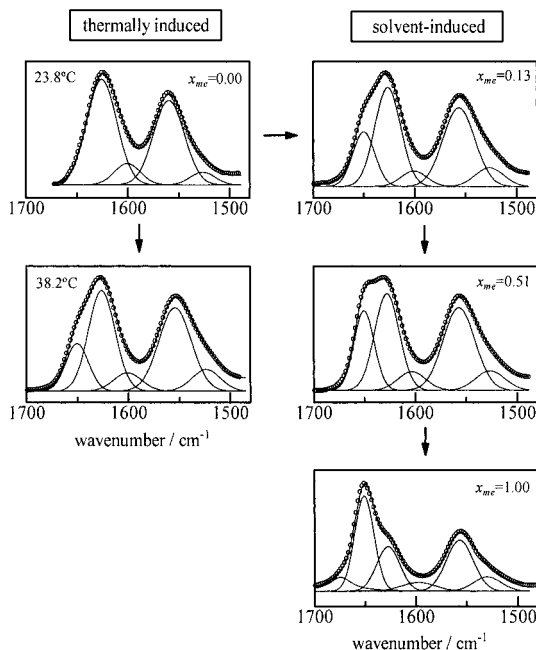 thermally induced
solvent-induced
23.8°C
x_me=0.00
x_me=0.13
1700 1600 1500
1700 1600 1500
38.2°C
x_me=0.51
1700 1600 1500
1700 1600 1500
wavenumber / cm⁻¹
x_me=1.00
1700 1600 1500
wavenumber / cm⁻¹